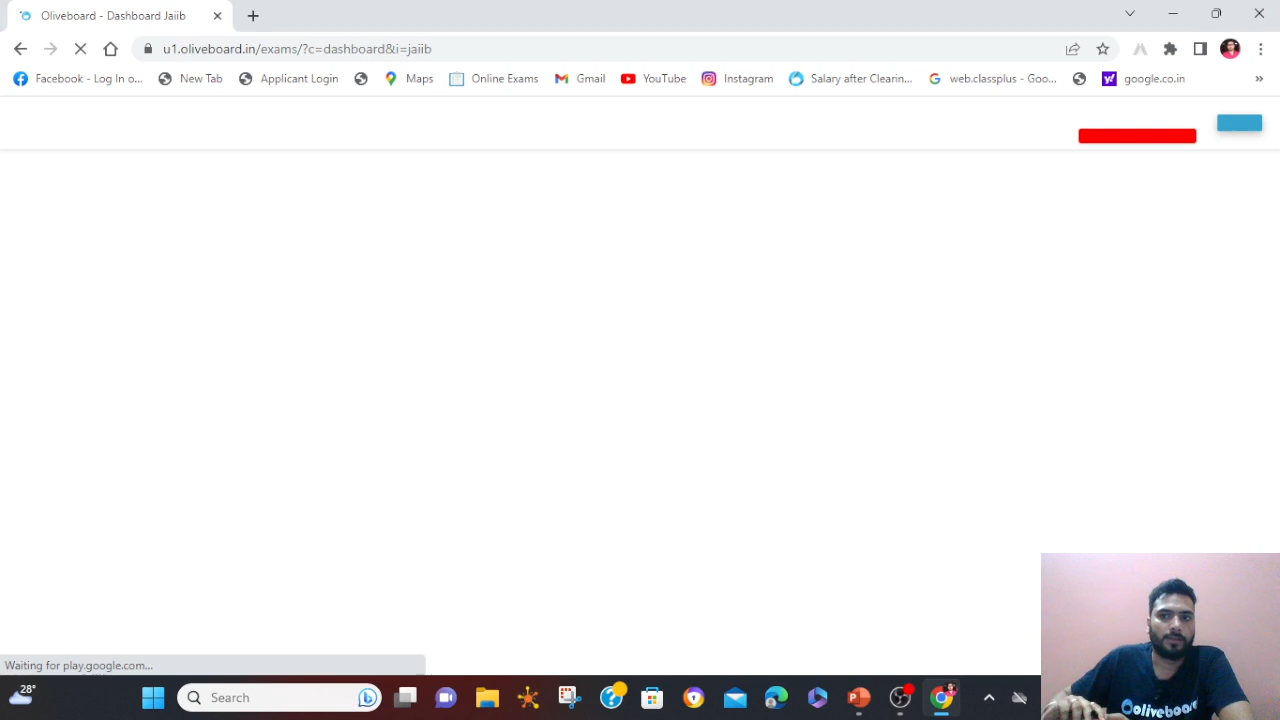 Oliveboard - Dashboard Jaiib
u1.oliveboard.in/exams/?c=dashboard&i=jaiib
Facebook - Log In o... New Tab Applicant Login Maps Online Exams Gmail YouTube Instagram Salary after Clearin... web.classplus - Goo... google.co.in
Waiting for play.google.com...
28°
Search
oliveboard